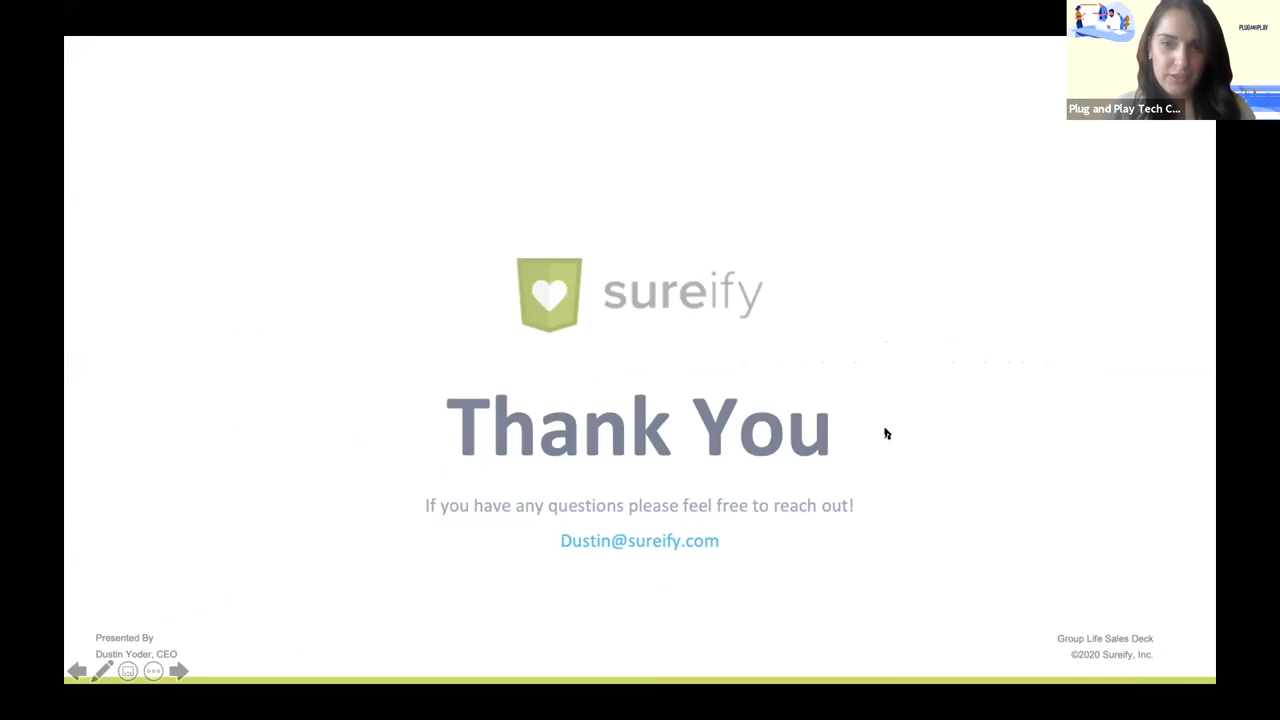 PLUGANDPLAY
Plug and Play Tech C...
sureify
Thank You
If you have any questions please feel free to reach out!
Dustin@sureify.com
Presented By
Dustin Yoder, CEO
Group Life Sales Deck
©2020 Sureify, Inc.